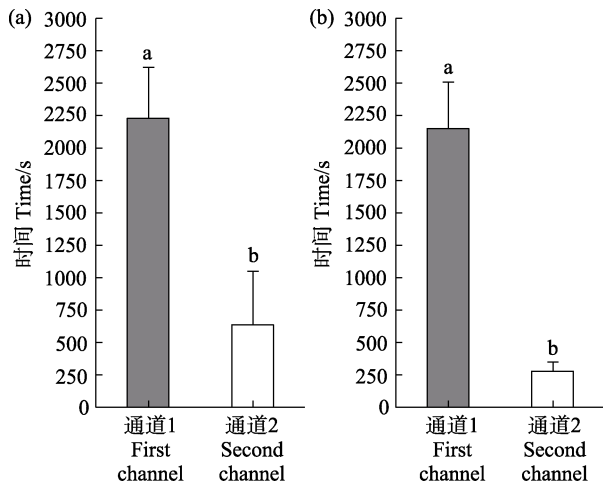 (a)
时间 Time/s
3000
2750
2500
2250
2000
1750
1500
1250
1000
750
500
250
0
a
b
通道1
First
channel
通道2
Second
channel
(b)
时间 Time/s
3000
2750
2500
2250
2000
1750
1500
1250
1000
750
500
250
0
a
b
通道1
First
channel
通道2
Second
channel